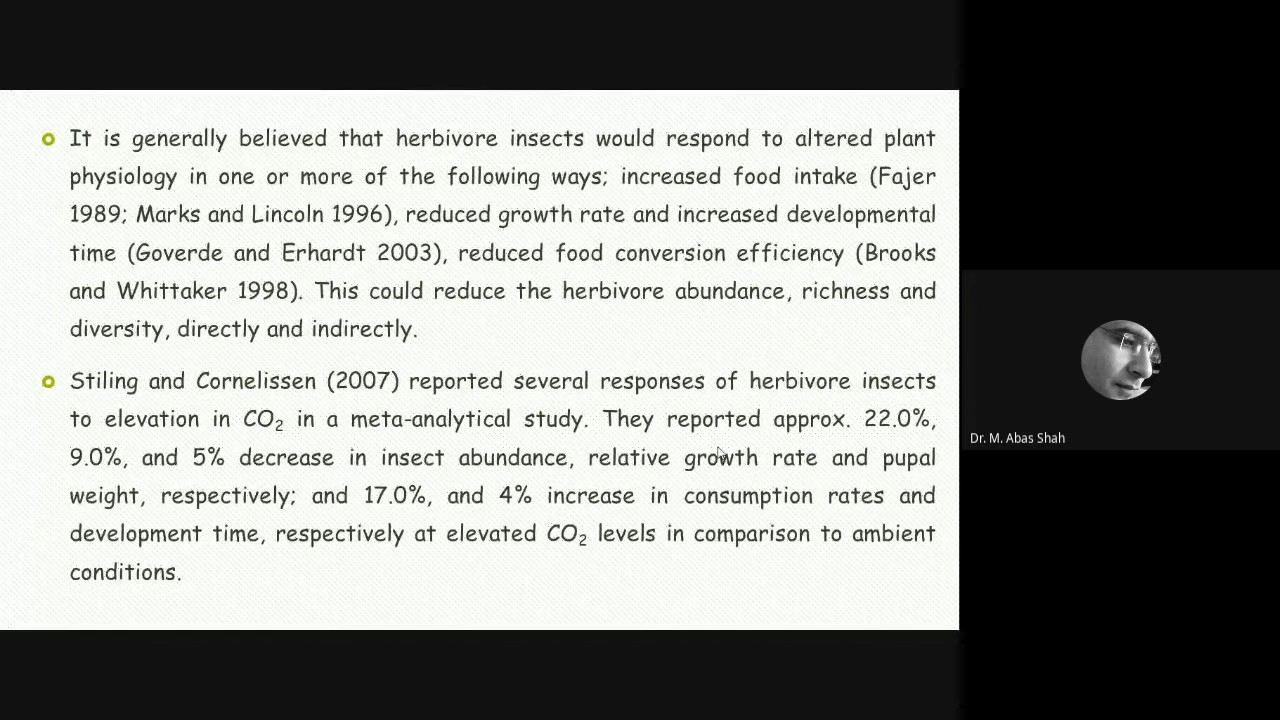 It is generally believed that herbivore insects would respond to altered plant
physiology in one or more of the following ways; increased food intake (Fajer
1989; Marks and Lincoln 1996), reduced growth rate and increased developmental
time (Goverde and Erhardt 2003), reduced food conversion efficiency (Brooks
and Whittaker 1998). This could reduce the herbivore abundance, richness and
diversity, directly and indirectly.
Stiling and Cornelissen (2007) reported several responses of herbivore insects
to elevation in CO₂ in a meta-analytical study. They reported approx. 22.0%,
9.0%, and 5% decrease in insect abundance, relative growth rate and pupal
weight, respectively; and 17.0%, and 4% increase in consumption rates and
development time, respectively at elevated CO₂ levels in comparison to ambient
conditions.
Dr. M. Abas Shah